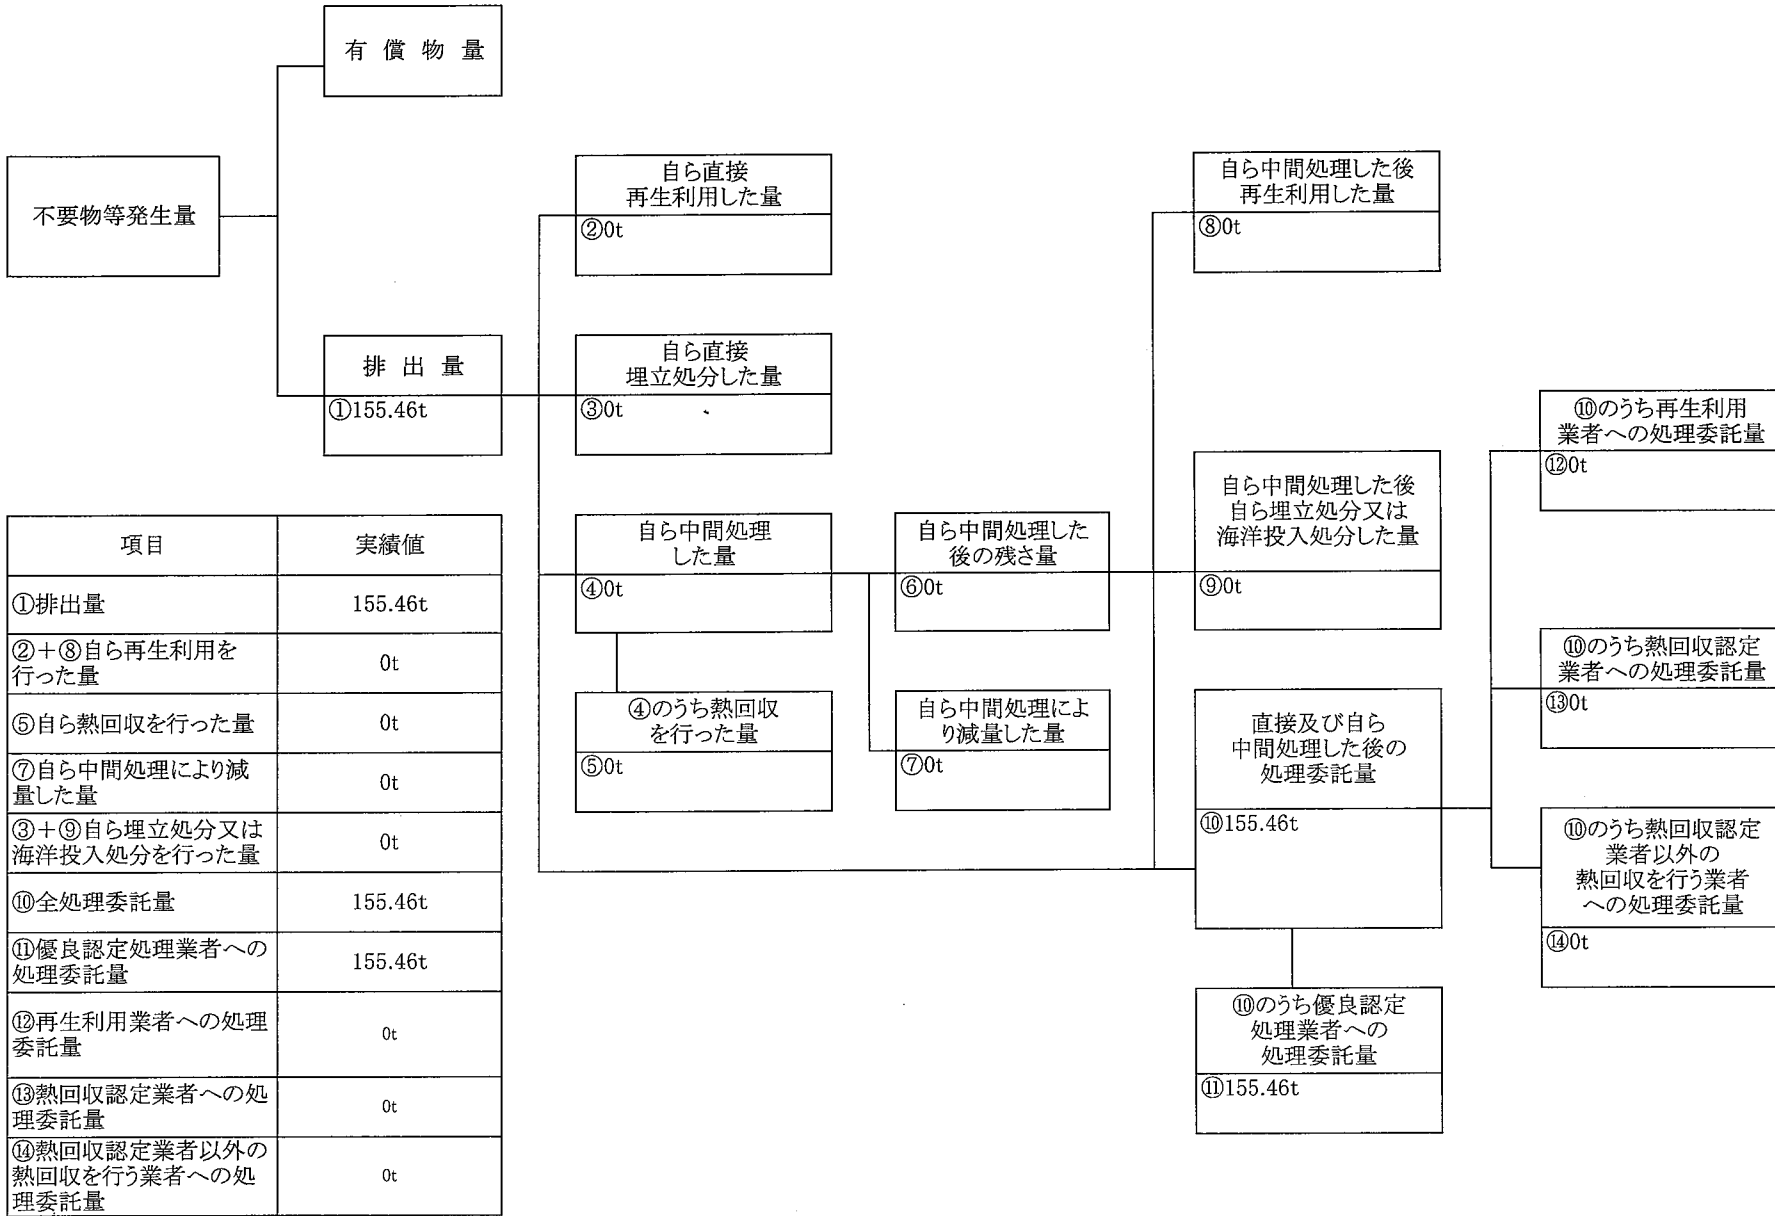 有 償 物 量
不要物等発生量
排 出 量
①155.46t
自ら直接
再生利用した量
②0t
自ら直接
埋立処分した量
③0t
自ら中間処理
した量
④0t
④のうち熱回収
を行った量
⑤0t
自ら中間処理した
後の残さ量
⑥0t
自ら中間処理によ
り減量した量
⑦0t
自ら中間処理した後
再生利用した量
⑧0t
自ら中間処理した後
自ら埋立処分又は
海洋投入処分した量
⑨0t
直接及び自ら
中間処理した後の
処理委託量
⑩155.46t
⑩のうち優良認定
処理業者への
処理委託量
⑪155.46t
⑩のうち再生利用
業者への処理委託量
⑫0t
⑩のうち熱回収認定
業者への処理委託量
⑬0t
⑩のうち熱回収認定
業者以外の
熱回収を行う業者
への処理委託量
⑭0t
項目 実績値
①排出量 155.46t
②+⑧自ら再生利用を
行った量 0t
⑤自ら熱回収を行った量 0t
⑦自ら中間処理により減
量した量 0t
③+⑨自ら埋立処分又は
海洋投入処分を行った量 0t
⑩全処理委託量 155.46t
⑪優良認定処理業者への
処理委託量 155.46t
⑫再生利用業者への処理
委託量 0t
⑬熱回収認定業者への処
理委託量 0t
⑭熱回収認定業者以外の
熱回収を行う業者への処
理委託量 0t